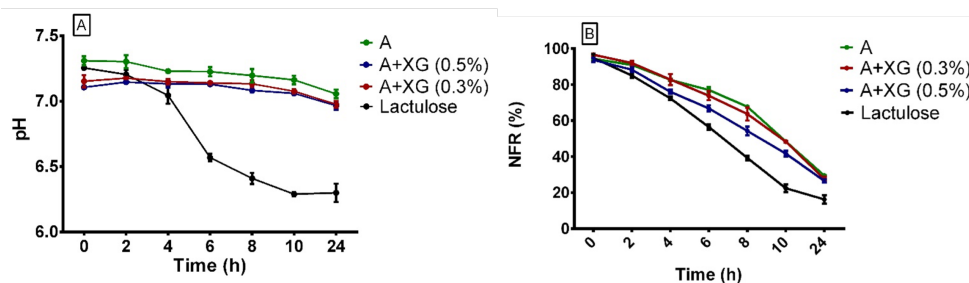 A
7.5
7.0
6.5
6.0
pH
0 2 4 6 8 10 24
Time (h)
A
A+XG (0.5%)
A+XG (0.3%)
Lactulose
B
100
80
60
40
20
0
NFR (%)
0 2 4 6 8 10 24
Time (h)
A
A+XG (0.3%)
A+XG (0.5%)
Lactulose